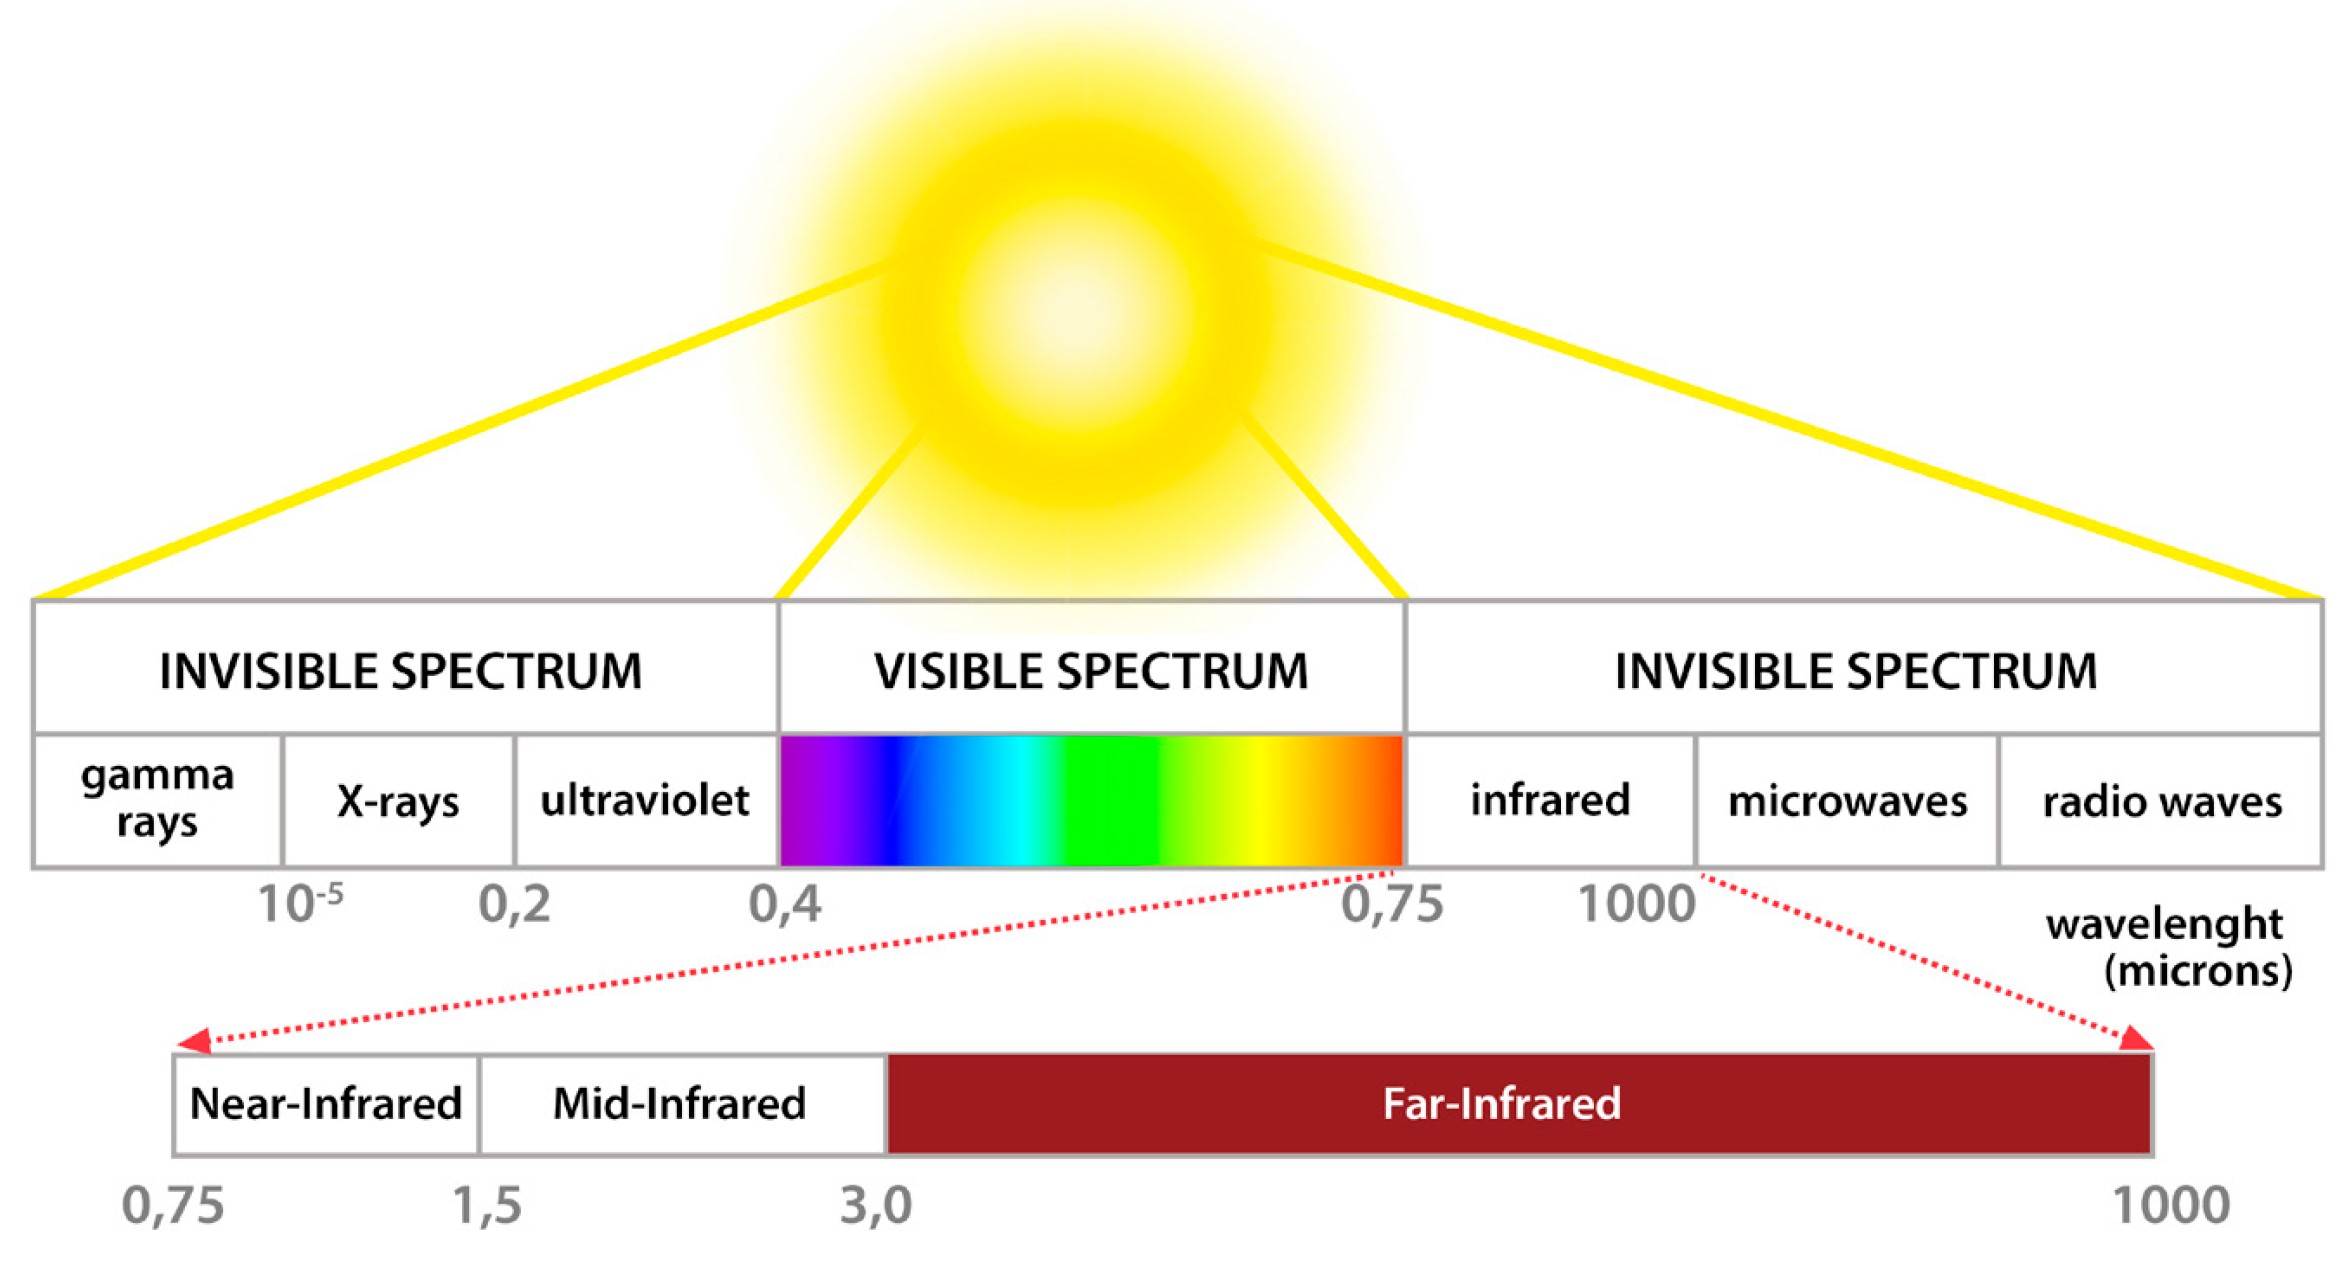 INVISIBLE SPECTRUM
VISIBLE SPECTRUM
INVISIBLE SPECTRUM
gamma
rays
X-rays
ultraviolet
infrared
microwaves
radio waves
10⁻⁵
0,2
0,4
0,75
1000
wavelenght
(microns)
Near-Infrared
Mid-Infrared
Far-Infrared
0,75
1,5
3,0
1000